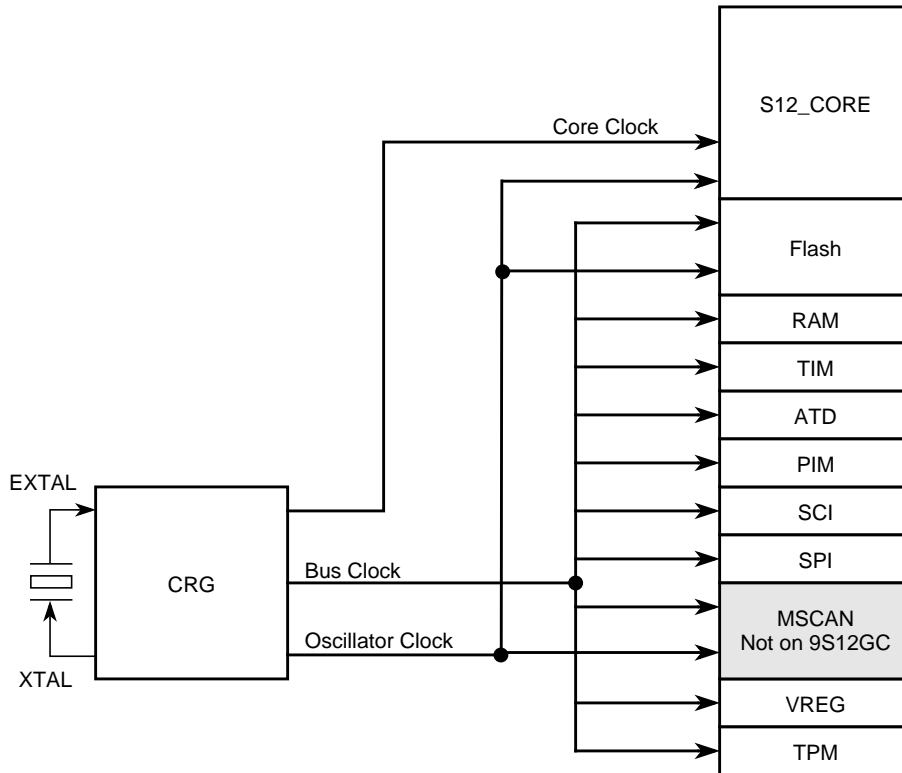 S12_CORE
Core Clock
Flash
RAM
TIM
ATD
PIM
EXTAL
SCI
SPI
Bus Clock
CRG
MSCAN
Not on 9S12GC
Oscillator Clock
XTAL
VREG
TPM